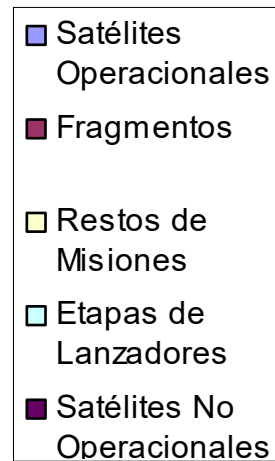 Satélites
Operacionales
Fragmentos
Restos de
Misiones
Etapas de
Lanzadores
Satélites No
Operacionales